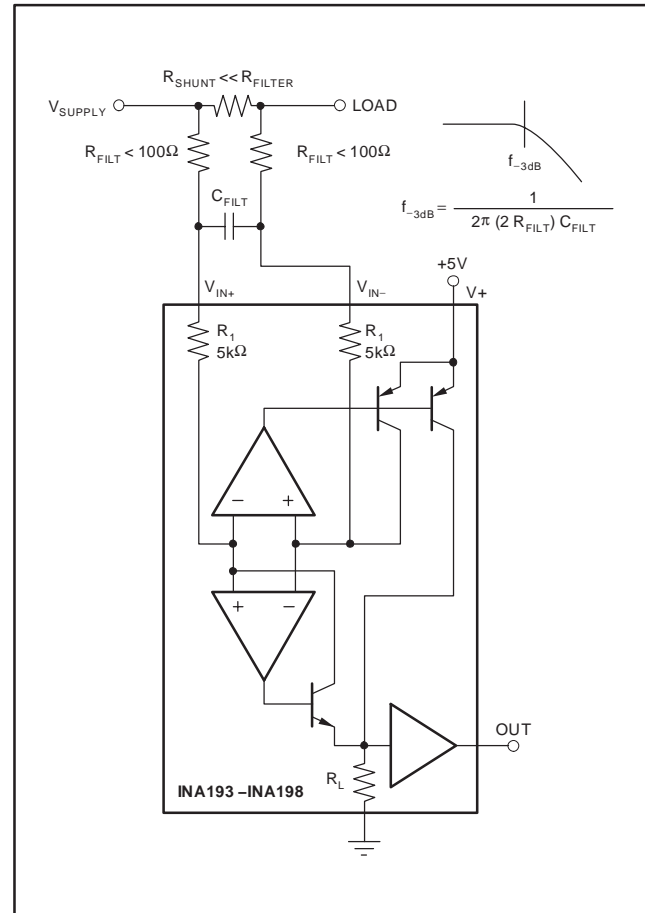 R_SHUNT << R_FILTER
V_SUPPLY
LOAD
R_FILT < 100Ω
R_FILT < 100Ω
C_FILT
f_−3dB
f_−3dB = 1 / 2π (2 R_FILT) C_FILT
+5V
V+
V_IN+
V_IN−
R_1
5kΩ
R_1
5kΩ
− +
+ −
OUT
R_L
INA193 –INA198